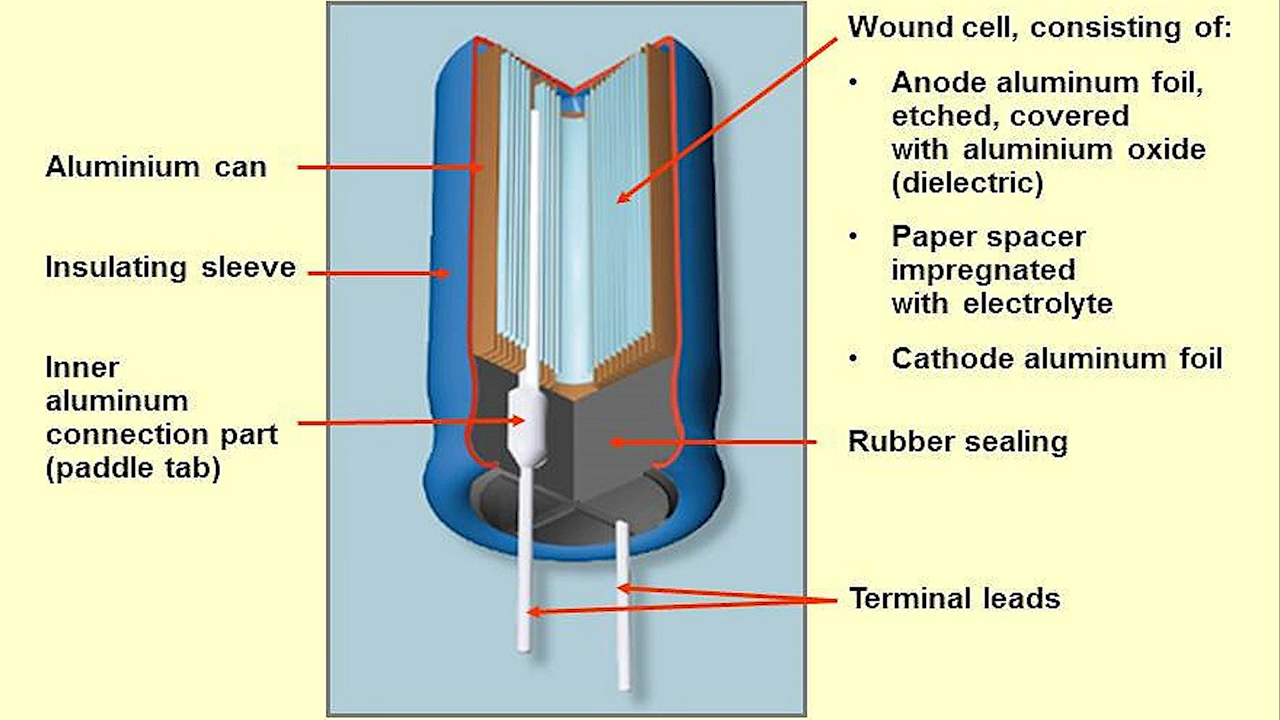 Aluminium can
Insulating sleeve
Inner
aluminum
connection part
(paddle tab)
Wound cell, consisting of:
• Anode aluminum foil,
etched, covered
with aluminium oxide
(dielectric)
• Paper spacer
impregnated
with electrolyte
• Cathode aluminum foil
Rubber sealing
Terminal leads